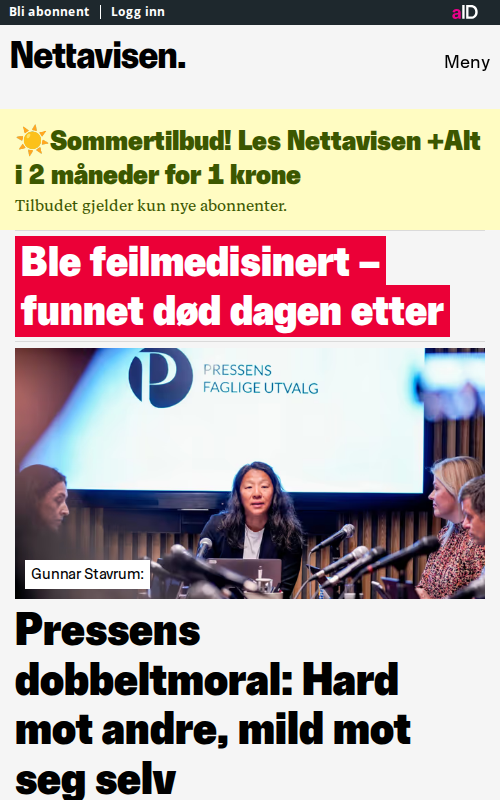 Bli abonnent
Logg inn
aID
Nettavisen.
Meny
Sommertilbud! Les Nettavisen +Alt
i 2 måneder for 1 krone
Tilbudet gjelder kun nye abonnenter.
Ble feilmedisinert –
funnet død dagen etter
P
PRESSENS
FAGLIGE UTVALG
Gunnar Stavrum:
Pressens
dobbeltmoral: Hard
mot andre, mild mot
seg selv